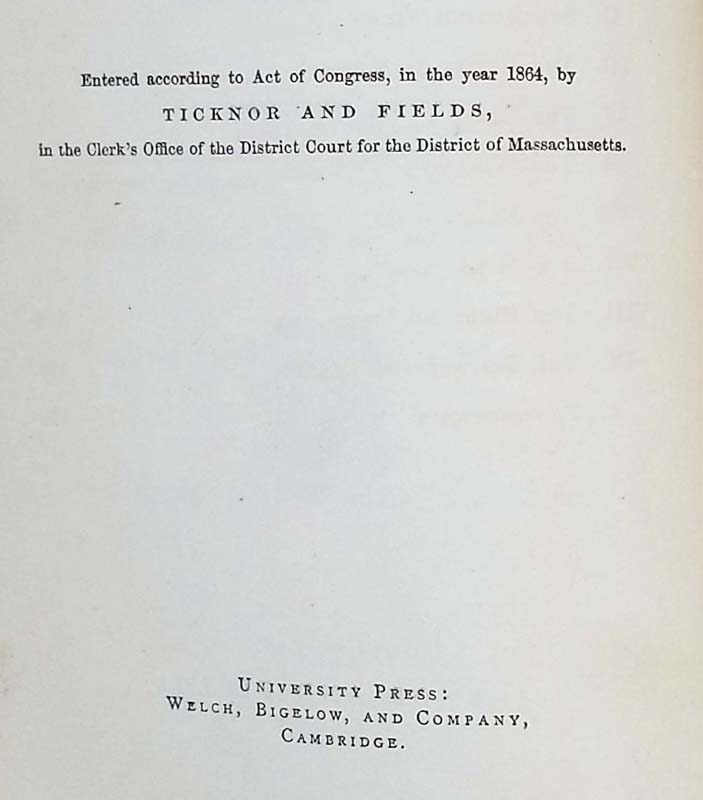 Entered according to Act of Congress, in the year 1864, by
TICKNOR AND FIELDS,
in the Clerk's Office of the District Court for the District of Massachusetts.
UNIVERSITY PRESS:
WELCH, BIGELOW, AND COMPANY,
CAMBRIDGE.